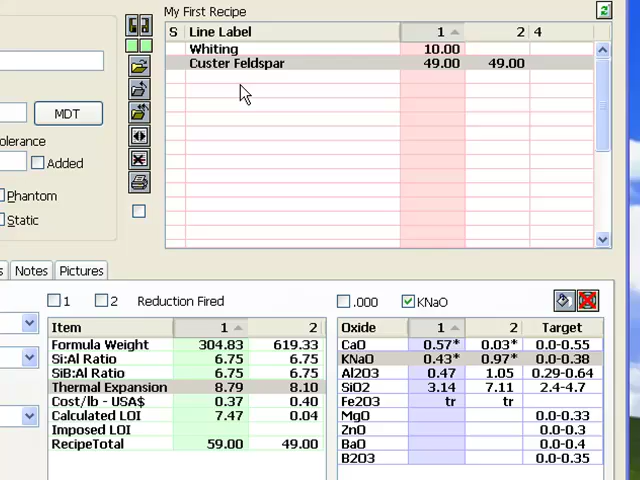 My First Recipe
S Line Label 1 2 4
Whiting 10.00
Custer Feldspar 49.00 49.00
MDT
olerance
Added
Phantom
Static
s Notes Pictures
1 2 Reduction Fired .000 KNaO
Item 1 2
Formula Weight 304.83 619.33
Si:Al Ratio 6.75 6.75
SiB:Al Ratio 6.75 6.75
Thermal Expansion 8.79 8.10
Cost/lb - USA$ 0.37 0.40
Calculated LOI 7.47 0.04
Imposed LOI
RecipeTotal 59.00 49.00
Oxide 1 2 Target
CaO 0.57* 0.03* 0.0-0.55
KNaO 0.43* 0.97* 0.0-0.38
Al2O3 0.47 1.05 0.29-0.64
SiO2 3.14 7.11 2.4-4.7
Fe2O3 tr tr
MgO 0.0-0.33
ZnO 0.0-0.3
BaO 0.0-0.4
B2O3 0.0-0.35